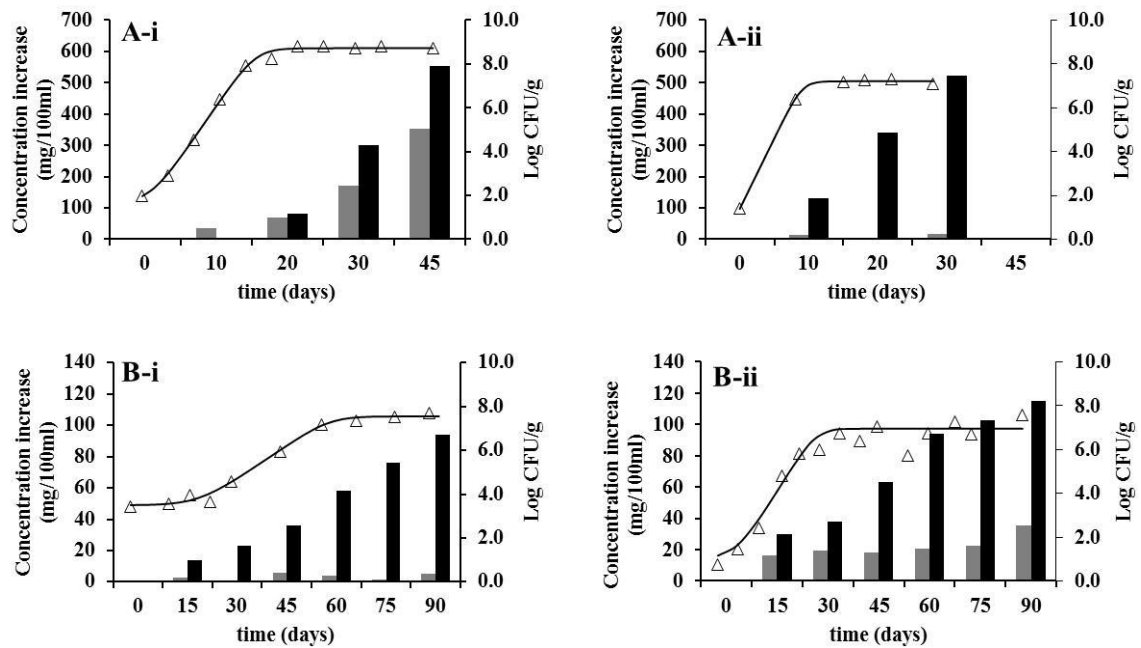 A-i
700
600
500
400
300
200
100
0
Concentration increase
(mg/100ml)
10.0
8.0
6.0
4.0
2.0
0.0
Log CFU/g
0 10 20 30 45
time (days)
A-ii
700
600
500
400
300
200
100
0
Concentration increase
(mg/100ml)
10.0
8.0
6.0
4.0
2.0
0.0
Log CFU/g
0 10 20 30 45
time (days)
B-i
140
120
100
80
60
40
20
0
Concentration increase
(mg/100ml)
10.0
8.0
6.0
4.0
2.0
0.0
Log CFU/g
0 15 30 45 60 75 90
time (days)
B-ii
140
120
100
80
60
40
20
0
Concentration increase
(mg/100ml)
10.0
8.0
6.0
4.0
2.0
0.0
Log CFU/g
0 15 30 45 60 75 90
time (days)